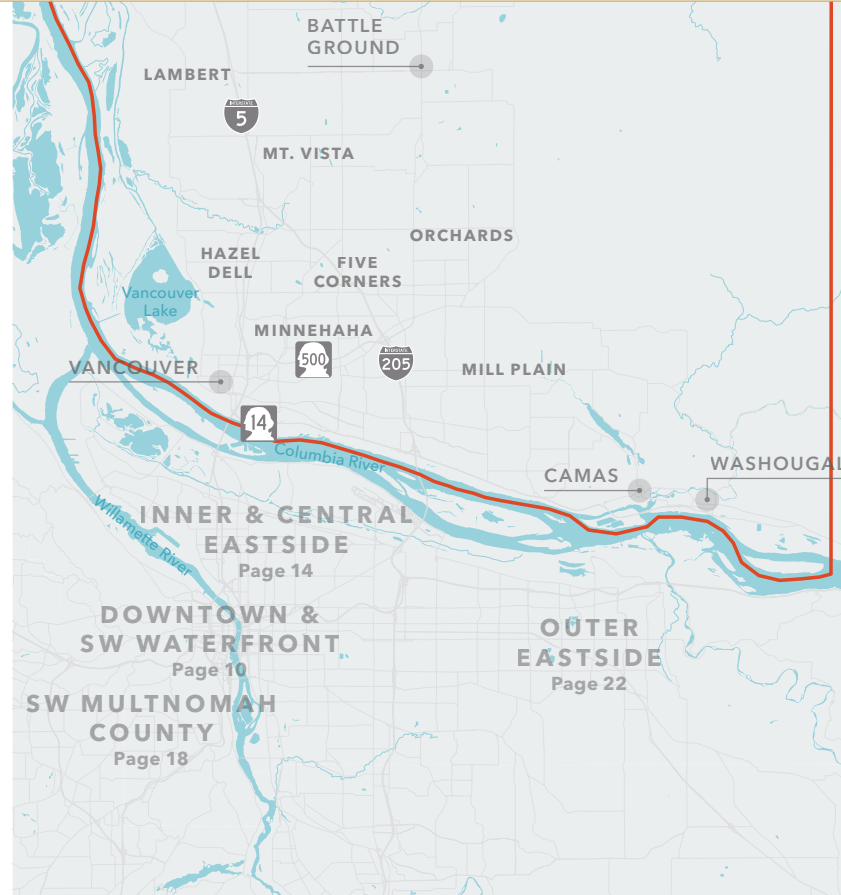 BATTLE
GROUND
LAMBERT
INTERSTATE
5
MT. VISTA
ORCHARDS
HAZEL
DELL
FIVE
CORNERS
Vancouver
Lake
MINNEHAHA
500
INTERSTATE
205
VANCOUVER
MILL PLAIN
14
Columbia River
CAMAS
WASHOUGAL
Willamette River
INNER & CENTRAL
EASTSIDE
Page 14
DOWNTOWN &
SW WATERFRONT
Page 10
OUTER
EASTSIDE
Page 22
SW MULTNOMAH
COUNTY
Page 18